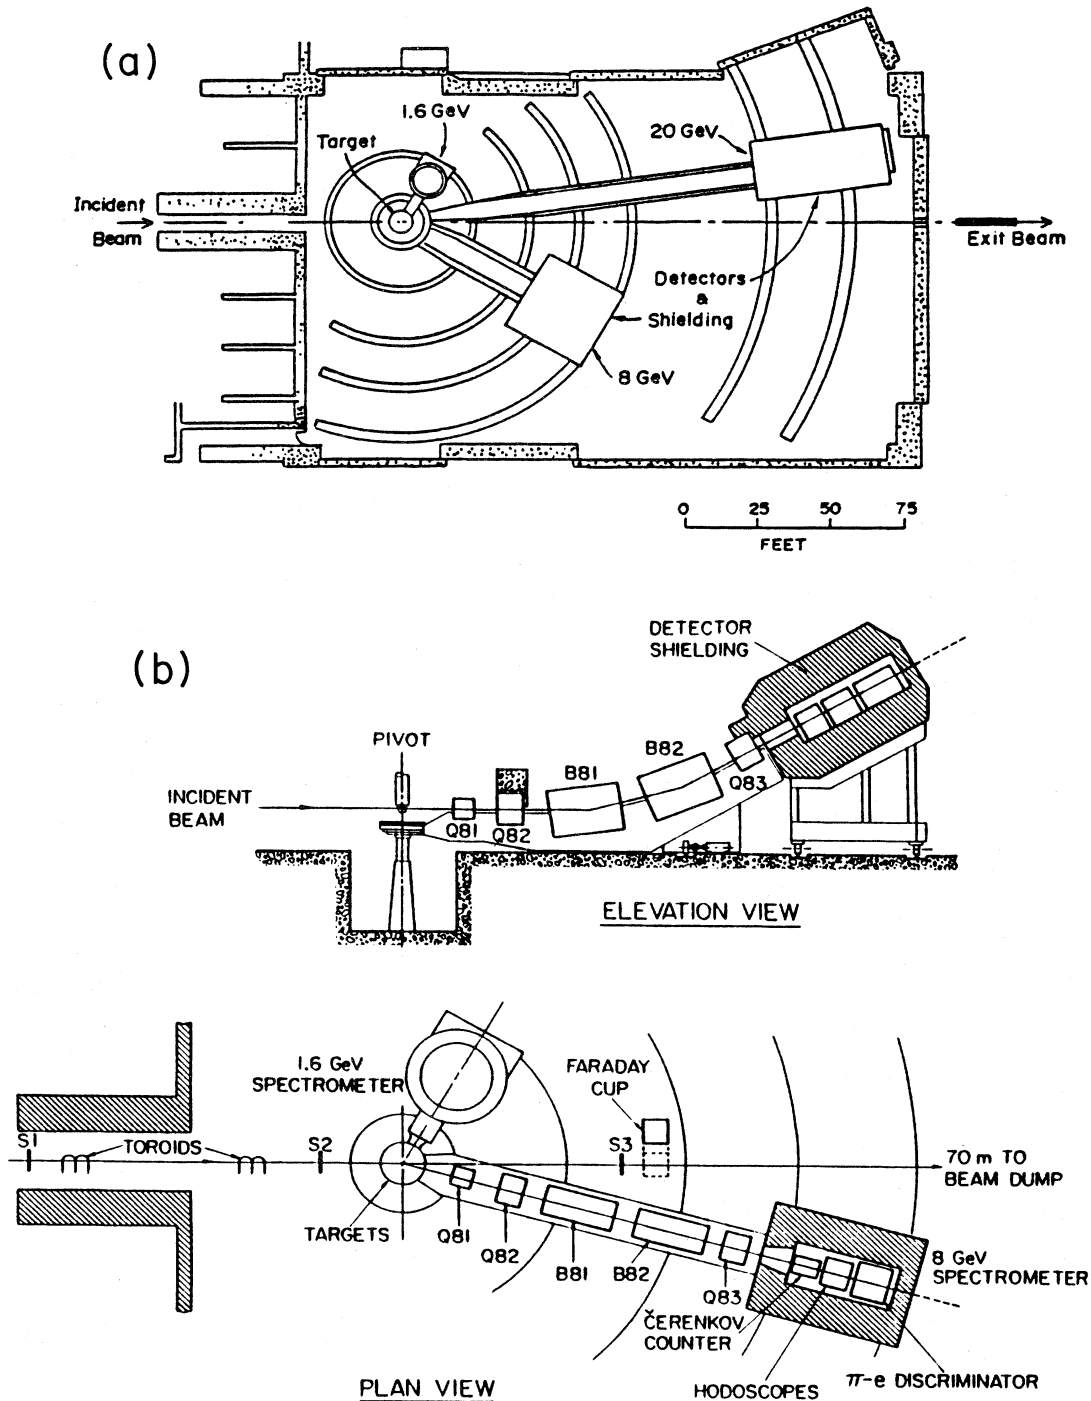 (a)
1.6 GeV
20 GeV
Target
Incident
Beam
Exit Beam
Detectors
&
Shielding
8 GeV
0 25 50 75
FEET
(b)
DETECTOR
SHIELDING
PIVOT
B82
B81
Q83
INCIDENT
BEAM
Q81
Q82
ELEVATION VIEW
1.6 GeV
SPECTROMETER
FARADAY
CUP
S1
TOROIDS
S2
S3
70 m TO
BEAM DUMP
TARGETS
Q81
Q82
B81
B82
Q83
8 GeV
SPECTROMETER
ČERENKOV
COUNTER
HODOSCOPES
π-e DISCRIMINATOR
PLAN VIEW